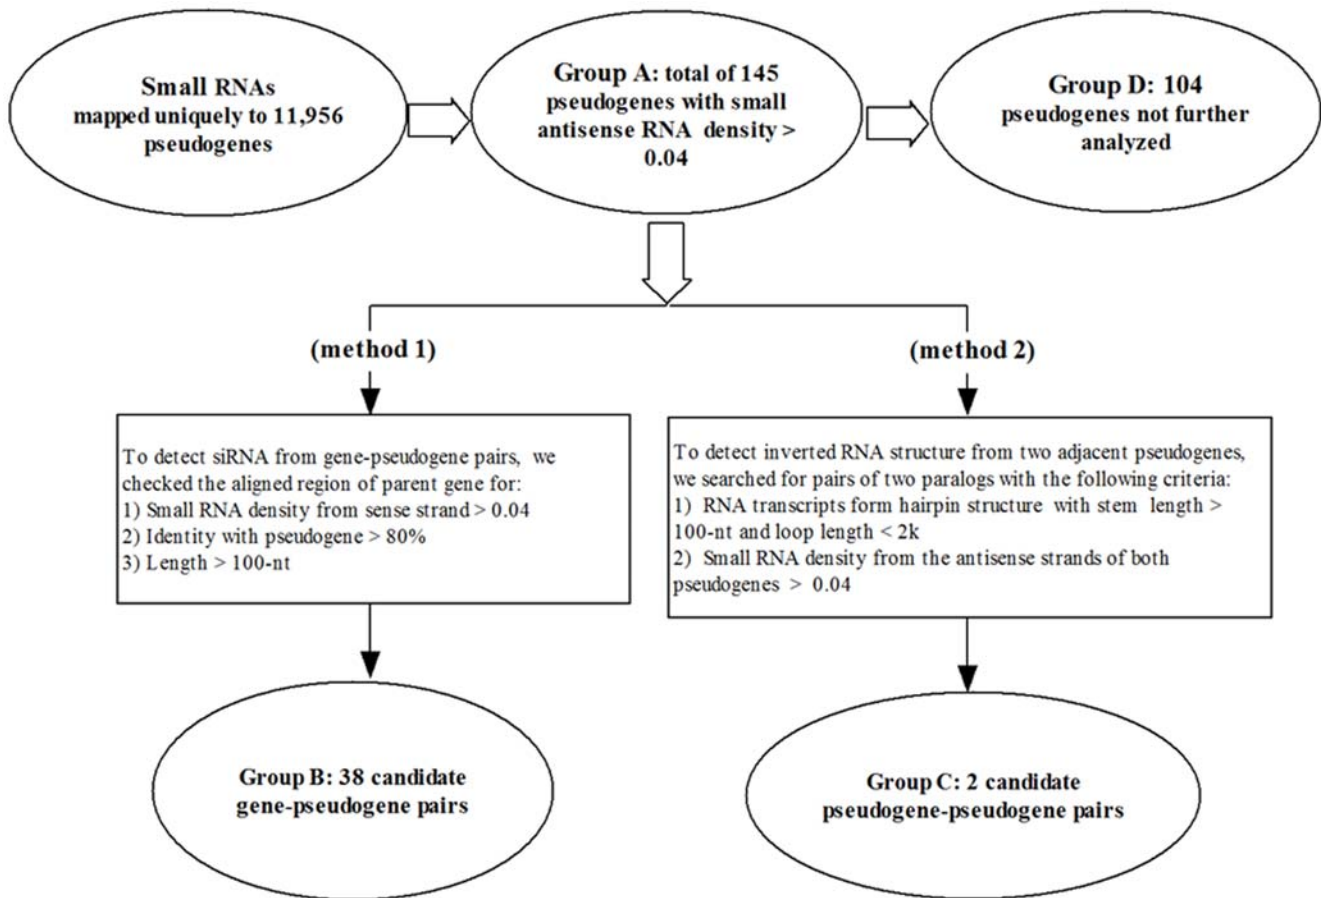 Small RNAs
mapped uniquely to 11,956
pseudogenes
Group A: total of 145
pseudogenes with small
antisense RNA density >
0.04
Group D: 104
pseudogenes not further
analyzed
(method 1)
(method 2)
To detect siRNA from gene-pseudogene pairs, we
checked the aligned region of parent gene for:
1) Small RNA density from sense strand > 0.04
2) Identity with pseudogene > 80%
3) Length > 100-nt
To detect inverted RNA structure from two adjacent pseudogenes,
we searched for pairs of two paralogs with the following criteria:
1) RNA transcripts form hairpin structure with stem length >
100-nt and loop length < 2k
2) Small RNA density from the antisense strands of both
pseudogenes > 0.04
Group B: 38 candidate
gene-pseudogene pairs
Group C: 2 candidate
pseudogene-pseudogene pairs